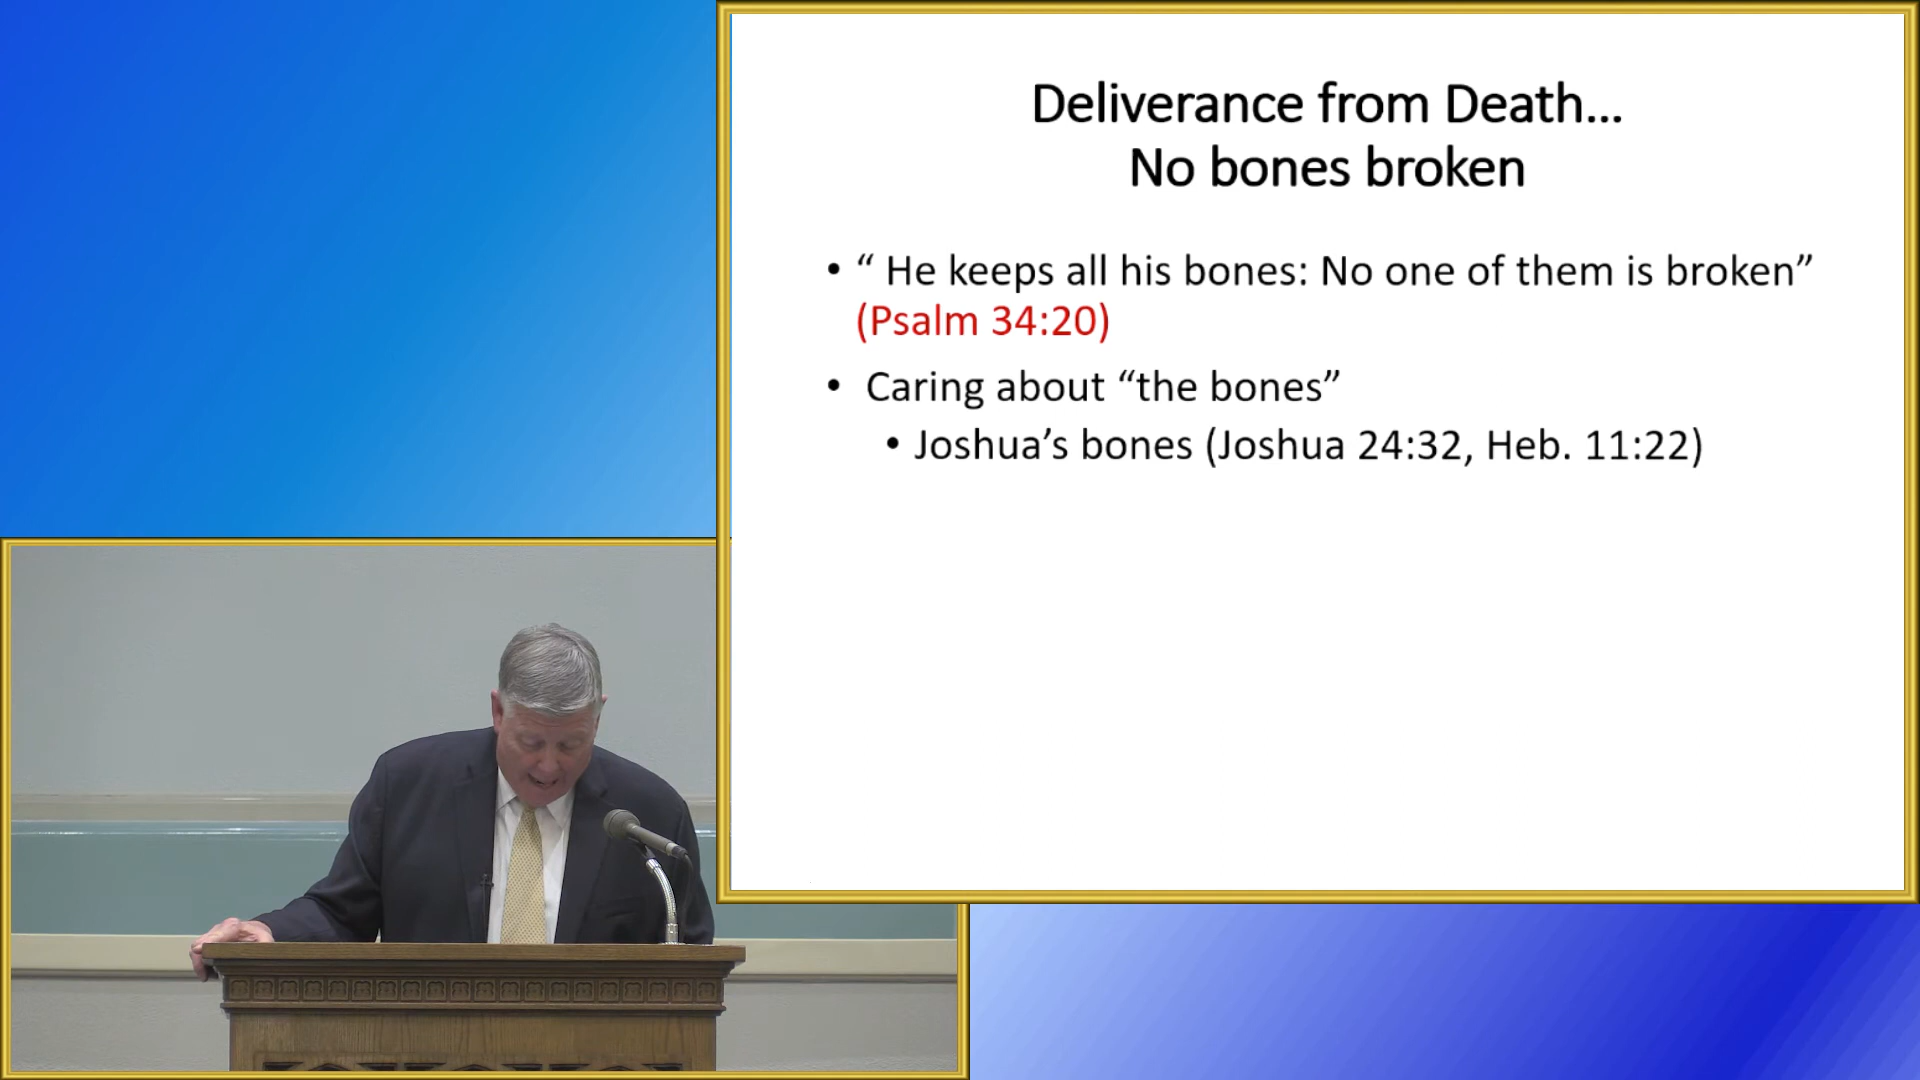 Deliverance from Death...
No bones broken
• “ He keeps all his bones: No one of them is broken”
(Psalm 34:20)
• Caring about “the bones”
• Joshua’s bones (Joshua 24:32, Heb. 11:22)